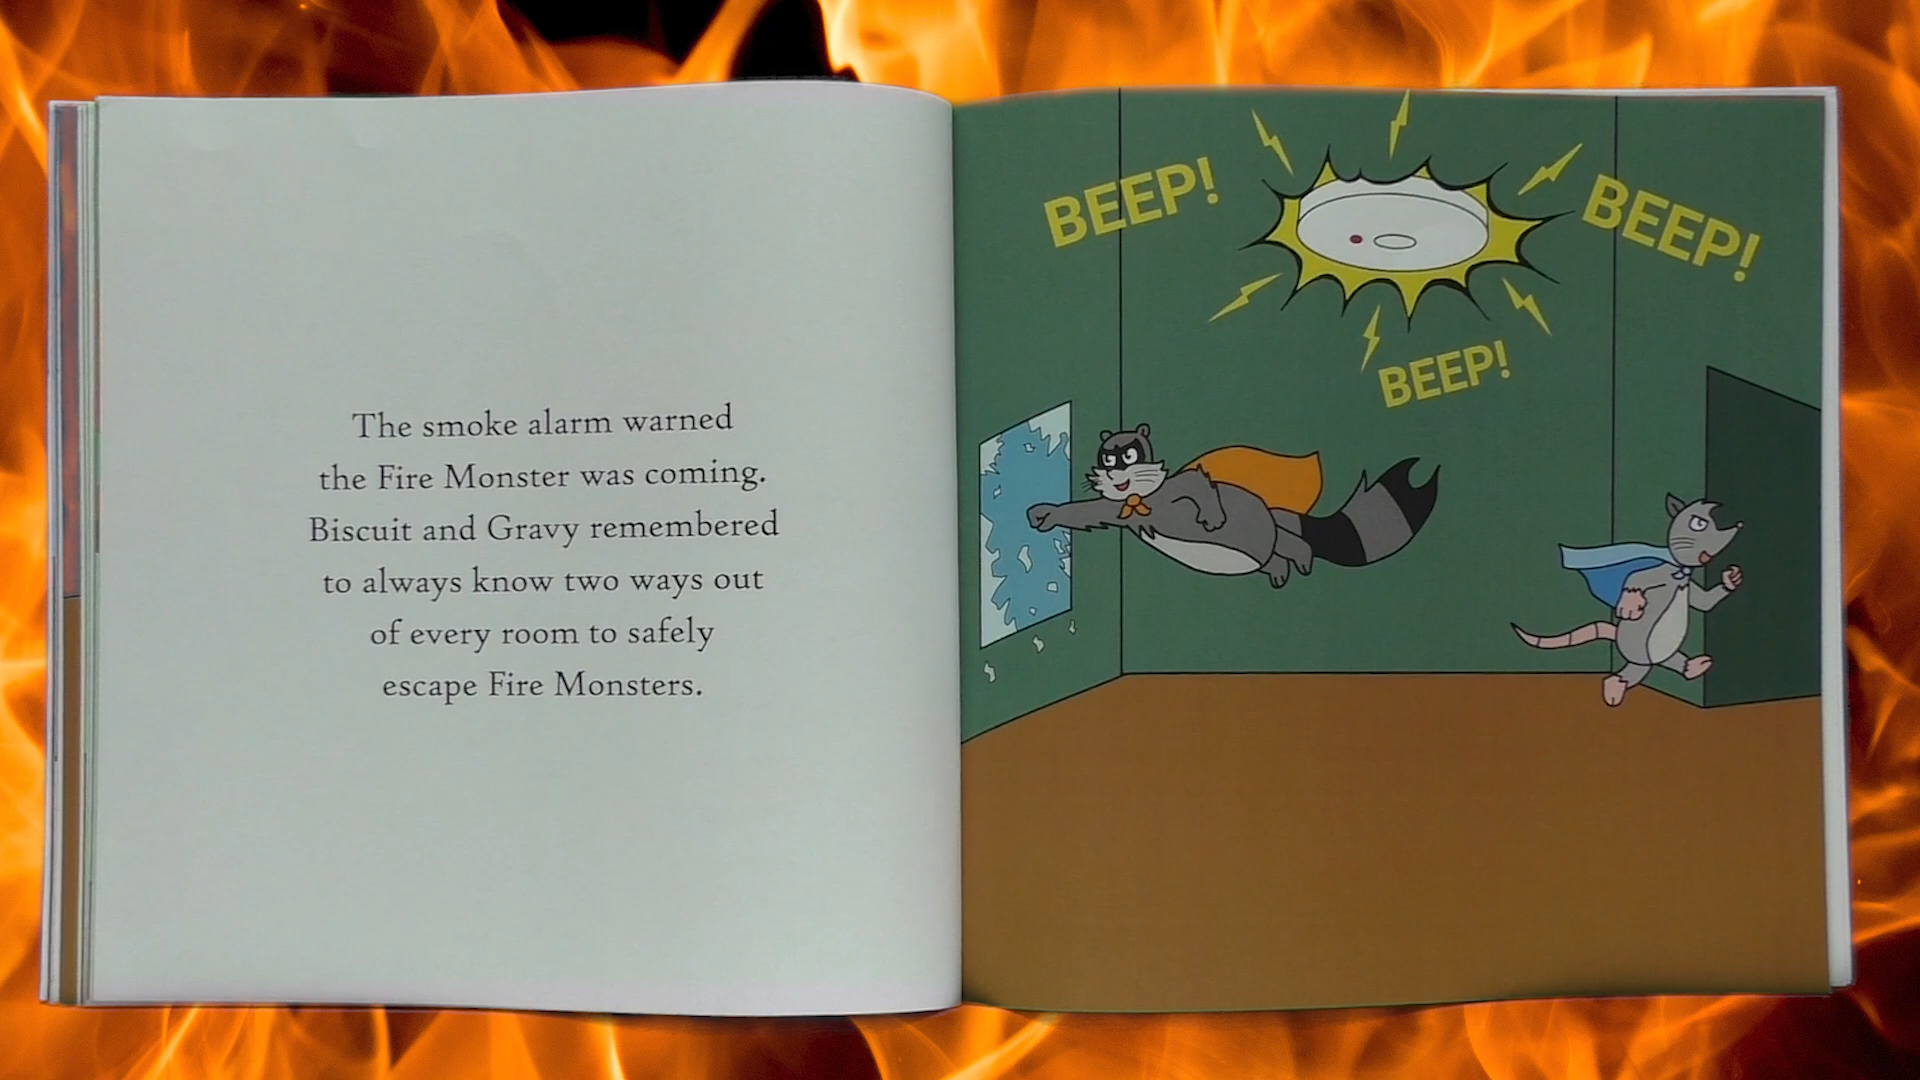 The smoke alarm warned
the Fire Monster was coming.
Biscuit and Gravy remembered
to always know two ways out
of every room to safely
escape Fire Monsters.
BEEP!
BEEP!
BEEP!